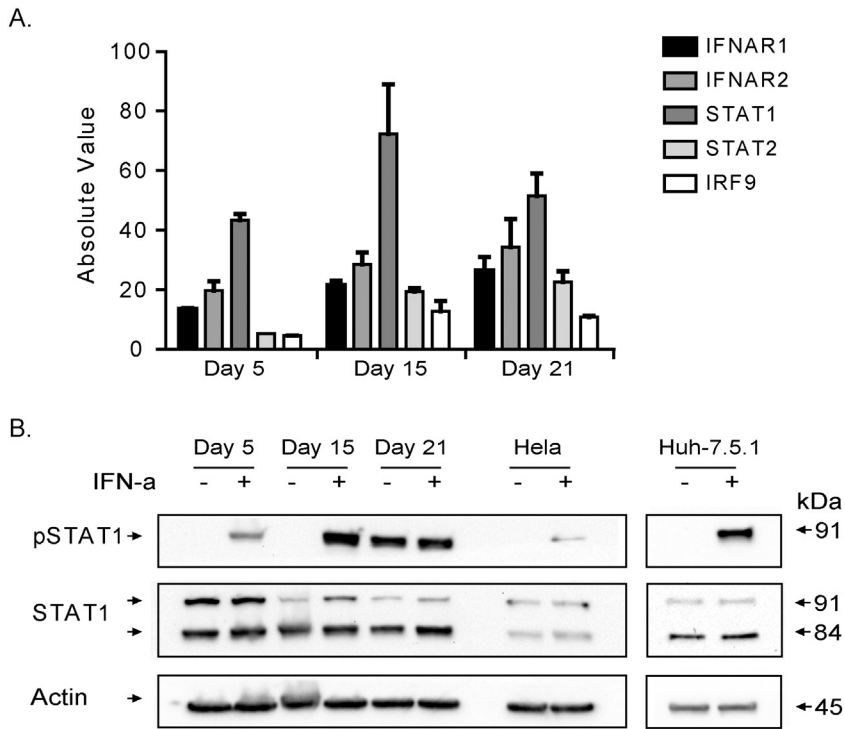 A.
100
80
60
40
20
0
Absolute Value
Day 5 Day 15 Day 21
IFNAR1
IFNAR2
STAT1
STAT2
IRF9
B.
Day 5 Day 15 Day 21 Hela Huh-7.5.1
IFN-a - + - + - + - + - +
kDa
pSTAT1 91
STAT1 91
84
Actin 45